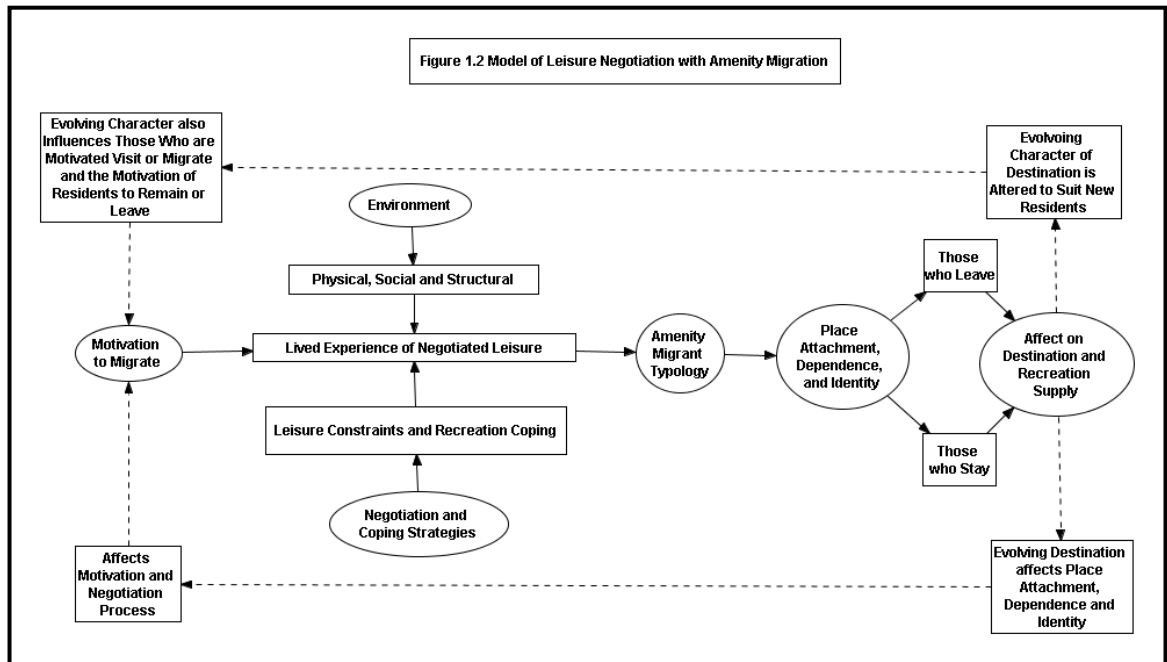 Figure 1.2 Model of Leisure Negotiation with Amenity Migration
Evolving Character also
Influences Those Who are
Motivated Visit or Migrate
and the Motivation of
Residents to Remain or
Leave
Evolvoing
Character of
Destination is
Altered to Suit New
Residents
Environment
Physical, Social and Structural
Those
who Leave
Motivation
to Migrate
Lived Experience of Negotiated Leisure
Amenity
Migrant
Typology
Place
Attachment,
Dependence,
and Identity
Affect on
Destination and
Recreation
Supply
Leisure Constraints and Recreation Coping
Those
who Stay
Negotiation and
Coping Strategies
Affects
Motivation and
Negotiation
Process
Evolving Destination
affects Place
Attachment,
Dependence and
Identity